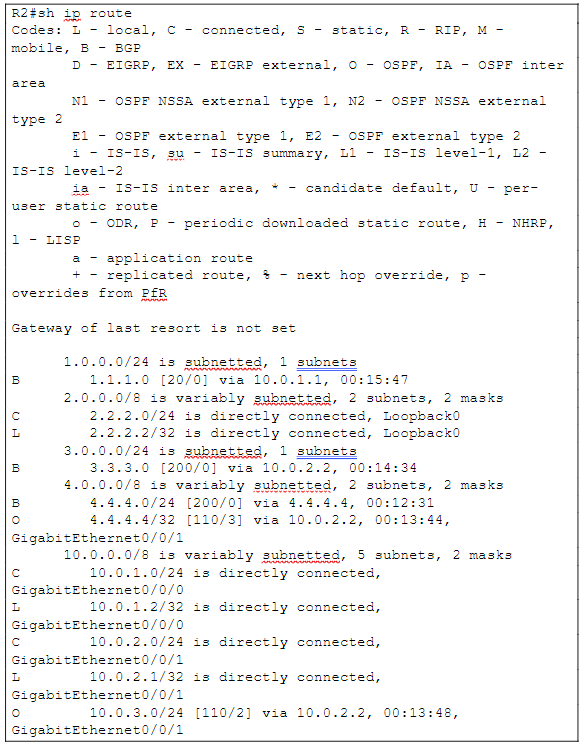 R2#sh ip route
Codes: L - local, C - connected, S - static, R - RIP, M -
mobile, B - BGP
       D - EIGRP, EX - EIGRP external, O - OSPF, IA - OSPF inter
area
       N1 - OSPF NSSA external type 1, N2 - OSPF NSSA external
type 2
       E1 - OSPF external type 1, E2 - OSPF external type 2
       i - IS-IS, su - IS-IS summary, L1 - IS-IS level-1, L2 -
IS-IS level-2
       ia - IS-IS inter area, * - candidate default, U - per-
user static route
       o - ODR, P - periodic downloaded static route, H - NHRP,
l - LISP
       a - application route
       + - replicated route, % - next hop override, p -
overrides from PfR

Gateway of last resort is not set

      1.0.0.0/24 is subnetted, 1 subnets
B        1.1.1.0 [20/0] via 10.0.1.1, 00:15:47
      2.0.0.0/8 is variably subnetted, 2 subnets, 2 masks
C        2.2.2.0/24 is directly connected, Loopback0
L        2.2.2.2/32 is directly connected, Loopback0
      3.0.0.0/24 is subnetted, 1 subnets
B        3.3.3.0 [200/0] via 10.0.2.2, 00:14:34
      4.0.0.0/8 is variably subnetted, 2 subnets, 2 masks
B        4.4.4.0/24 [200/0] via 4.4.4.4, 00:12:31
O        4.4.4.4/32 [110/3] via 10.0.2.2, 00:13:44,
GigabitEthernet0/0/1
      10.0.0.0/8 is variably subnetted, 5 subnets, 2 masks
C        10.0.1.0/24 is directly connected,
GigabitEthernet0/0/0
L        10.0.1.2/32 is directly connected,
GigabitEthernet0/0/0
C        10.0.2.0/24 is directly connected,
GigabitEthernet0/0/1
L        10.0.2.1/32 is directly connected,
GigabitEthernet0/0/1
O        10.0.3.0/24 [110/2] via 10.0.2.2, 00:13:48,
GigabitEthernet0/0/1